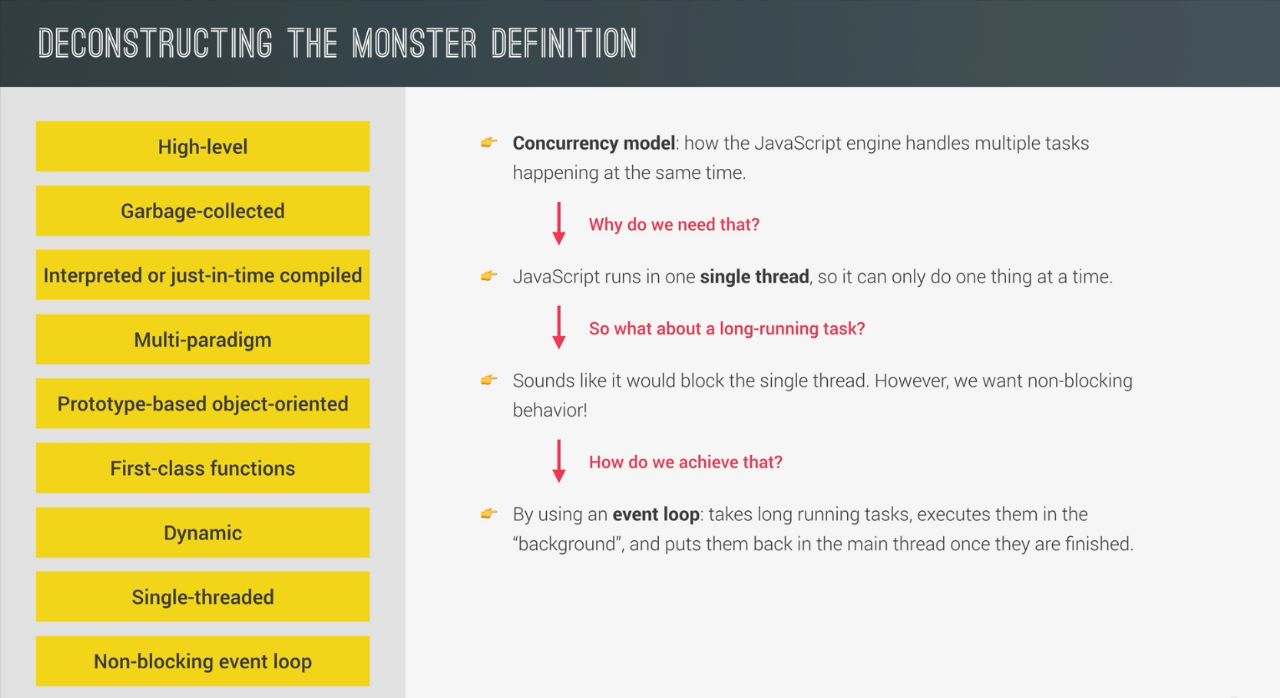 DECONSTRUCTING THE MONSTER DEFINITION
High-level
Garbage-collected
Interpreted or just-in-time compiled
Multi-paradigm
Prototype-based object-oriented
First-class functions
Dynamic
Single-threaded
Non-blocking event loop
👉 Concurrency model: how the JavaScript engine handles multiple tasks
happening at the same time.
Why do we need that?
👉 JavaScript runs in one single thread, so it can only do one thing at a time.
So what about a long-running task?
👉 Sounds like it would block the single thread. However, we want non-blocking
behavior!
How do we achieve that?
👉 By using an event loop: takes long running tasks, executes them in the
“background”, and puts them back in the main thread once they are finished.